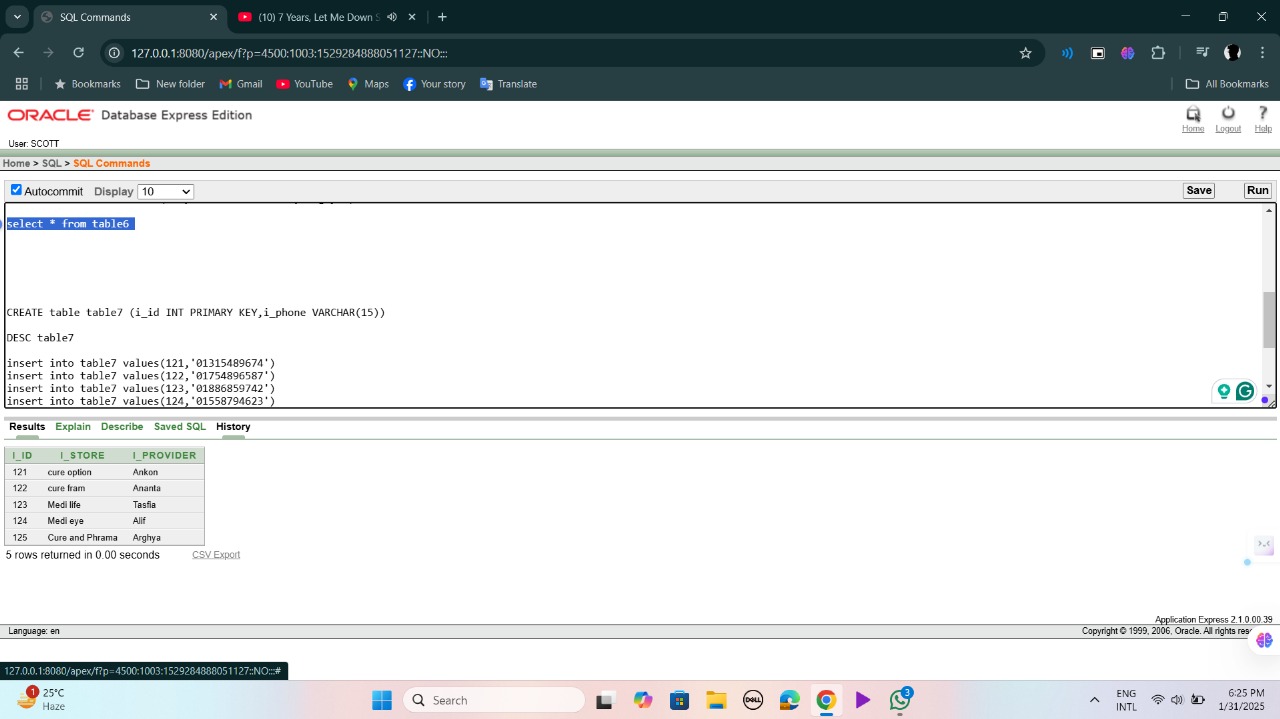 SQL Commands
(10) 7 Years, Let Me Down S
127.0.0.1:8080/apex/f?p=4500:1003:1529284888051127::NO:::
Bookmarks New folder Gmail YouTube Maps Your story Translate All Bookmarks
ORACLE Database Express Edition
Home Logout Help
User: SCOTT
Home > SQL > SQL Commands
Autocommit Display 10 Save Run
select * from table6
CREATE table table7 (i_id INT PRIMARY KEY,i_phone VARCHAR(15))
DESC table7
insert into table7 values(121,'01315489674')
insert into table7 values(122,'01754896587')
insert into table7 values(123,'01886859742')
insert into table7 values(124,'01558794623')
Results Explain Describe Saved SQL History
I_ID I_STORE I_PROVIDER
121 cure option Ankon
122 cure fram Ananta
123 Medi life Tasfia
124 Medi eye Alif
125 Cure and Phrama Arghya
5 rows returned in 0.00 seconds CSV Export
Application Express 2.1.0.00.39
Language: en Copyright © 1999, 2006, Oracle. All rights rese
127.0.0.1:8080/apex/f?p=4500:1003:1529284888051127::NO:::#
1 25°C
Haze
Search
DELL
3
ENG
INTL
6:25 PM
1/31/2025